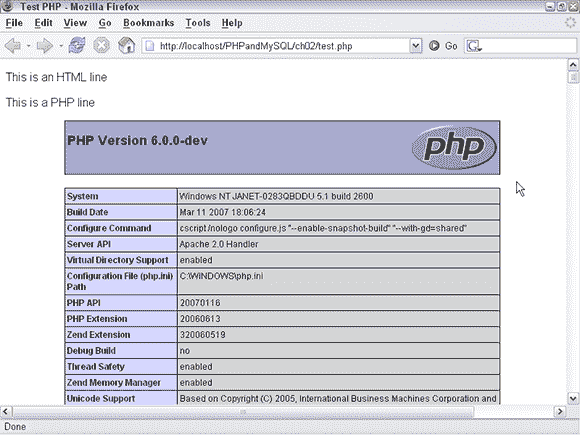 Test PHP - Mozilla Firefox
File Edit View Go Bookmarks Tools Help
http://localhost/PHPandMySQL/ch02/test.php Go G
This is an HTML line
This is a PHP line
PHP Version 6.0.0-dev php
System Windows NT JANET-0283QBDDU 5.1 build 2600
Build Date Mar 11 2007 18:06:24
Configure Command cscript /nologo configure.js "--enable-snapshot-build" "--with-gd=shared"
Server API Apache 2.0 Handler
Virtual Directory Support enabled
Configuration File (php.ini) C:\WINDOWS\php.ini
Path
PHP API 20070116
PHP Extension 20060613
Zend Extension 320060519
Debug Build no
Thread Safety enabled
Zend Memory Manager enabled
Unicode Support Based on Copyright (C) 2005, International Business Machines Corporation and
Done